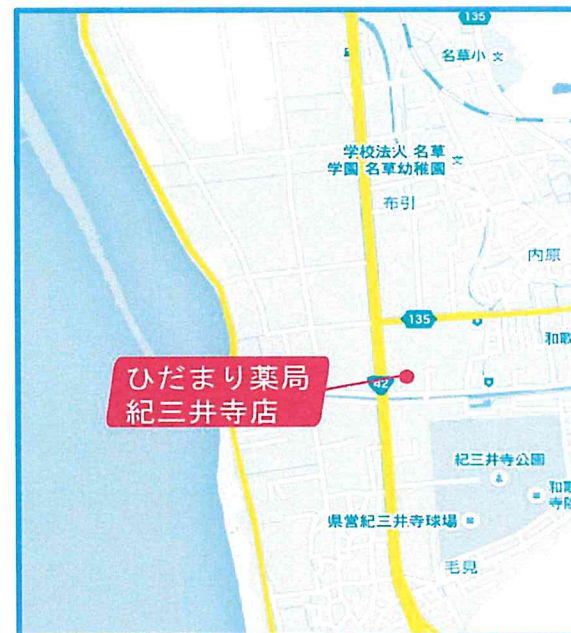 135
名草小
学校法人 名草
学園 名草幼稚園
布引
内原
135
ひだまり薬局
紀三井寺店
42
紀三井寺公園
県営紀三井寺球場
毛見